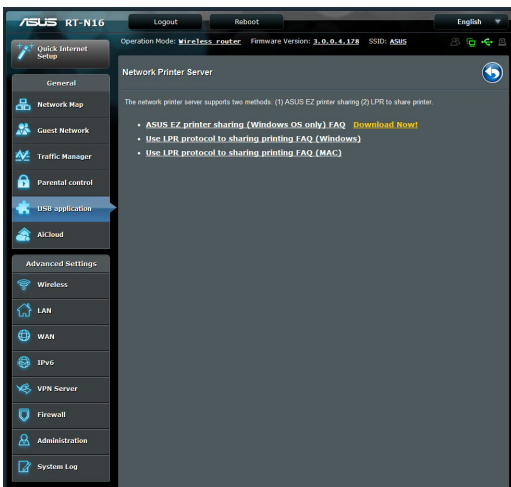 ASUS RT-N16
Logout
Reboot
English
Quick Internet
Setup
Operation Mode: Wireless router Firmware Version: 3.0.0.4.178 SSID: ASUS
General
Network Map
Guest Network
Traffic Manager
Parental control
USB application
AiCloud
Advanced Settings
Wireless
LAN
WAN
IPv6
VPN Server
Firewall
Administration
System Log
Network Printer Server
The network printer server supports two methods. (1) ASUS EZ printer sharing (2) LPR to share printer.
• ASUS EZ printer sharing (Windows OS only) FAQ Download Now!
• Use LPR protocol to sharing printing FAQ (Windows)
• Use LPR protocol to sharing printing FAQ (MAC)